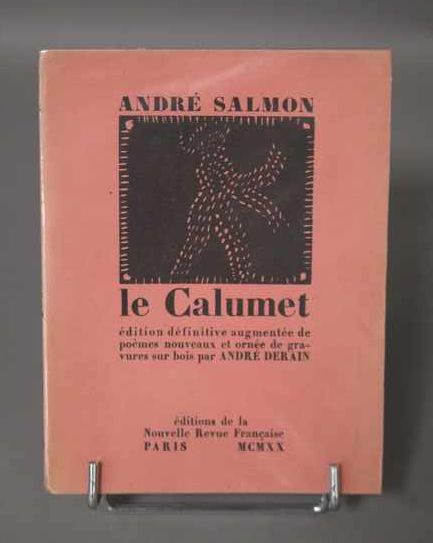 ANDRÉ SALMON
le Calumet
édition définitive augmentée de
poèmes nouveaux et ornée de gra-
vures sur bois par ANDRÉ DERAIN
éditions de la
Nouvelle Revue Française
PARIS MCMXX